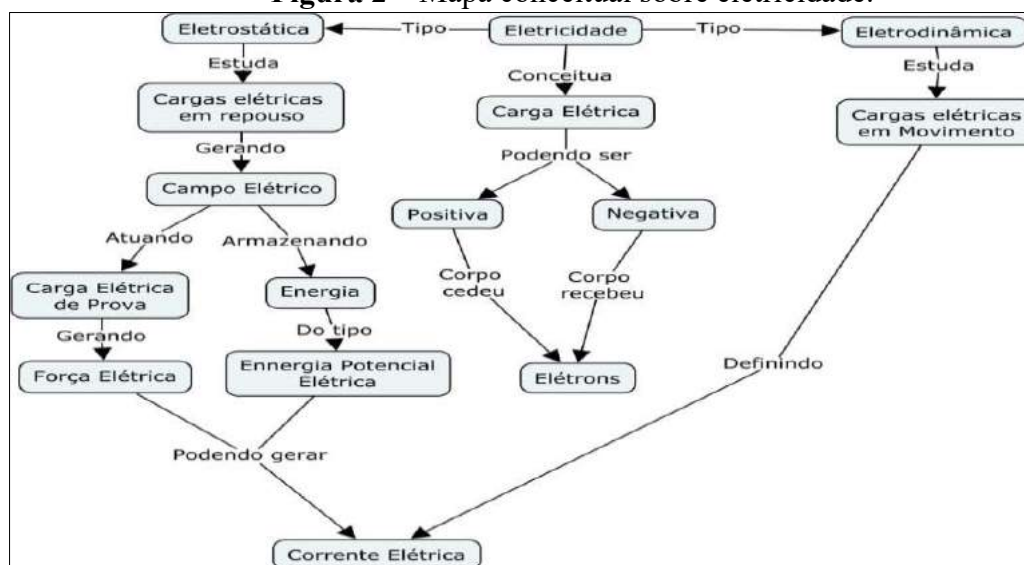 Figura 2 – Mapa conceitual sobre eletricidade.
Eletrostática
Tipo
Eletricidade
Tipo
Eletrodinâmica
Estuda
Conceitua
Estuda
Cargas elétricas
em repouso
Carga Elétrica
Cargas elétricas
em Movimento
Gerando
Podendo ser
Campo Elétrico
Positiva
Negativa
Atuando
Armazenando
Carga Elétrica
de Prova
Energia
Corpo
cedeu
Corpo
recebeu
Gerando
Do tipo
Força Elétrica
Ennergia Potencial
Elétrica
Elétrons
Definindo
Podendo gerar
Corrente Elétrica